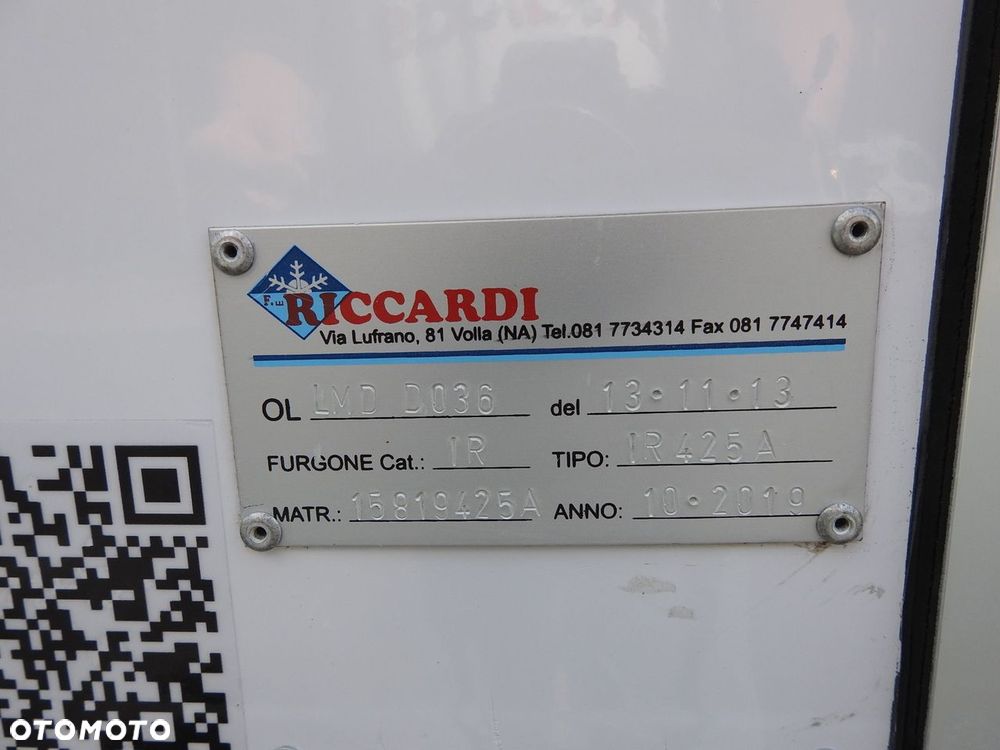 F. E RICCARDI
Via Lufrano, 81 Volla (NA) Tel.081 7734314 Fax 081 7747414
OL LMD D036 del 13·11·13
FURGONE Cat.: IR TIPO: IR425A
MATR.: 15819425A ANNO: 10·2019
OTOMOTO